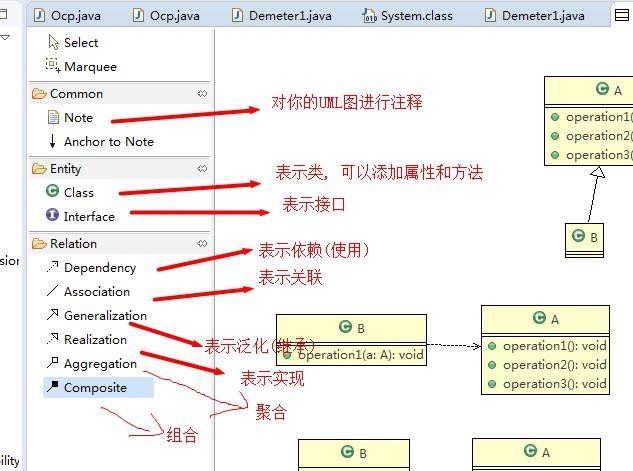 Ocp.java
Ocp.java
Demeter1.java
System.class
Demeter1.java
Select
Marquee
Common
Note
Anchor to Note
Entity
Class
Interface
Relation
Dependency
Association
Generalization
Realization
Aggregation
Composite
对你的UML图进行注释
表示类, 可以添加属性和方法
表示接口
表示依赖(使用)
表示关联
表示泛化(继承)
表示实现
聚合
组合
A
operation1(
operation2(
operation3(
B
B
operation1(a: A): void
A
operation1(): void
operation2(): void
operation3(): void
B
A
sion
bility